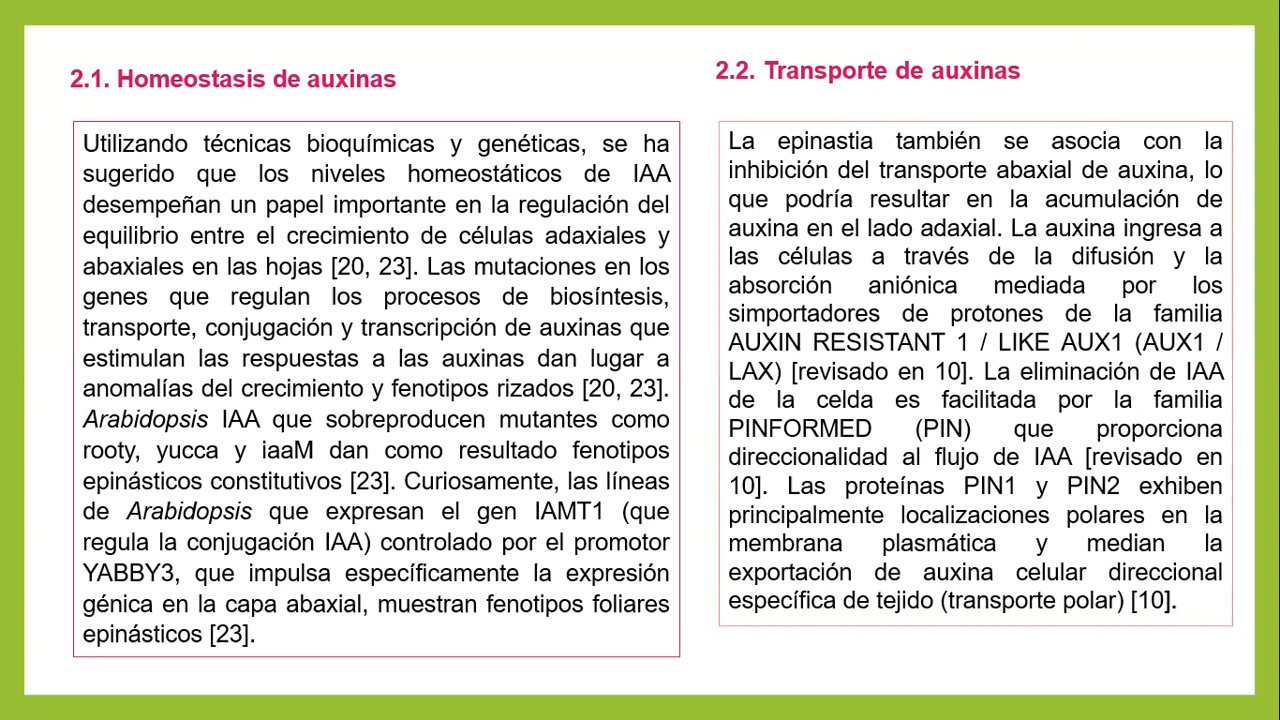 2.1. Homeostasis de auxinas
Utilizando técnicas bioquímicas y genéticas, se ha
sugerido que los niveles homeostáticos de IAA
desempeñan un papel importante en la regulación del
equilibrio entre el crecimiento de células adaxiales y
abaxiales en las hojas [20, 23]. Las mutaciones en los
genes que regulan los procesos de biosíntesis,
transporte, conjugación y transcripción de auxinas que
estimulan las respuestas a las auxinas dan lugar a
anomalías del crecimiento y fenotipos rizados [20, 23].
Arabidopsis IAA que sobreproducen mutantes como
rooty, yucca y iaaM dan como resultado fenotipos
epinásticos constitutivos [23]. Curiosamente, las líneas
de Arabidopsis que expresan el gen IAMT1 (que
regula la conjugación IAA) controlado por el promotor
YABBY3, que impulsa específicamente la expresión
génica en la capa abaxial, muestran fenotipos foliares
epinásticos [23].
2.2. Transporte de auxinas
La epinastia también se asocia con la
inhibición del transporte abaxial de auxina, lo
que podría resultar en la acumulación de
auxina en el lado adaxial. La auxina ingresa a
las células a través de la difusión y la
absorción aniónica mediada por los
simportadores de protones de la familia
AUXIN RESISTANT 1 / LIKE AUX1 (AUX1 /
LAX) [revisado en 10]. La eliminación de IAA
de la celda es facilitada por la familia
PINFORMED (PIN) que proporciona
direccionalidad al flujo de IAA [revisado en
10]. Las proteínas PIN1 y PIN2 exhiben
principalmente localizaciones polares en la
membrana plasmática y median la
exportación de auxina celular direccional
específica de tejido (transporte polar) [10].